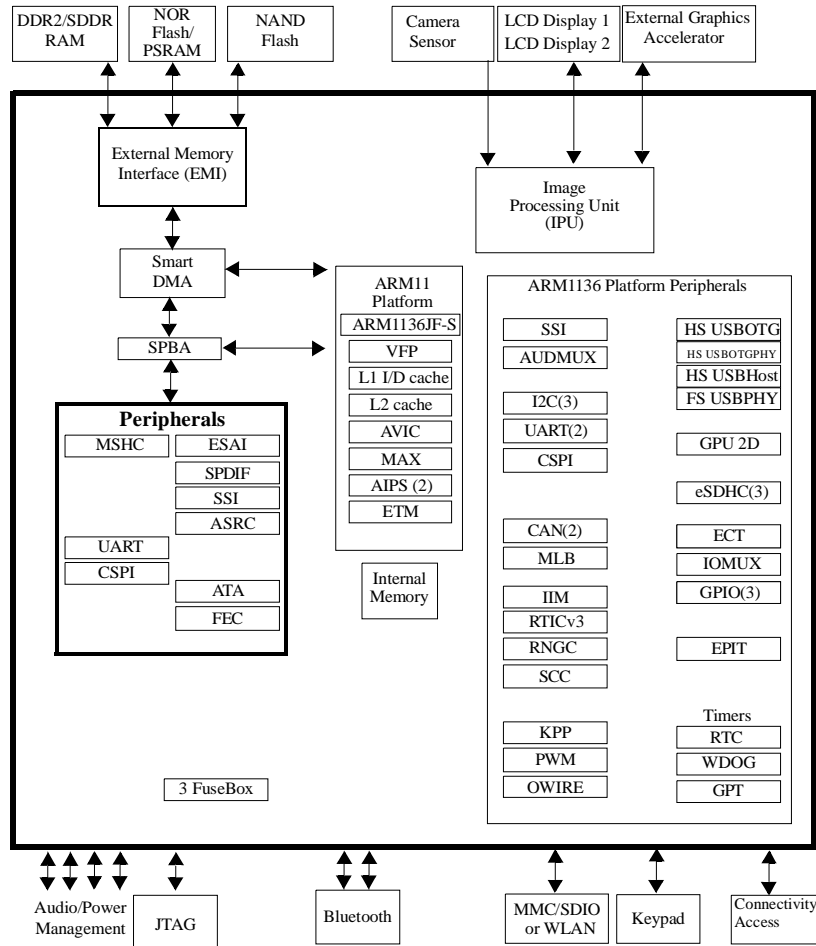 DDR2/SDDR
RAM
NOR
Flash/
PSRAM
NAND
Flash
Camera
Sensor
LCD Display 1
LCD Display 2
External Graphics
Accelerator
External Memory
Interface (EMI)
Image
Processing Unit
(IPU)
Smart
DMA
SPBA
ARM11
Platform
ARM1136JF-S
VFP
L1 I/D cache
L2 cache
AVIC
MAX
AIPS (2)
ETM
Internal
Memory
Peripherals
MSHC
ESAI
SPDIF
SSI
ASRC
UART
CSPI
ATA
FEC
3 FuseBox
ARM1136 Platform Peripherals
SSI
AUDMUX
I2C(3)
UART(2)
CSPI
CAN(2)
MLB
IIM
RTICv3
RNGC
SCC
KPP
PWM
OWIRE
HS USBOTG
HS USBOTGPHY
HS USBHost
FS USBPHY
GPU 2D
eSDHC(3)
ECT
IOMUX
GPIO(3)
EPIT
Timers
RTC
WDOG
GPT
Audio/Power
Management
JTAG
Bluetooth
MMC/SDIO
or WLAN
Keypad
Connectivity
Access